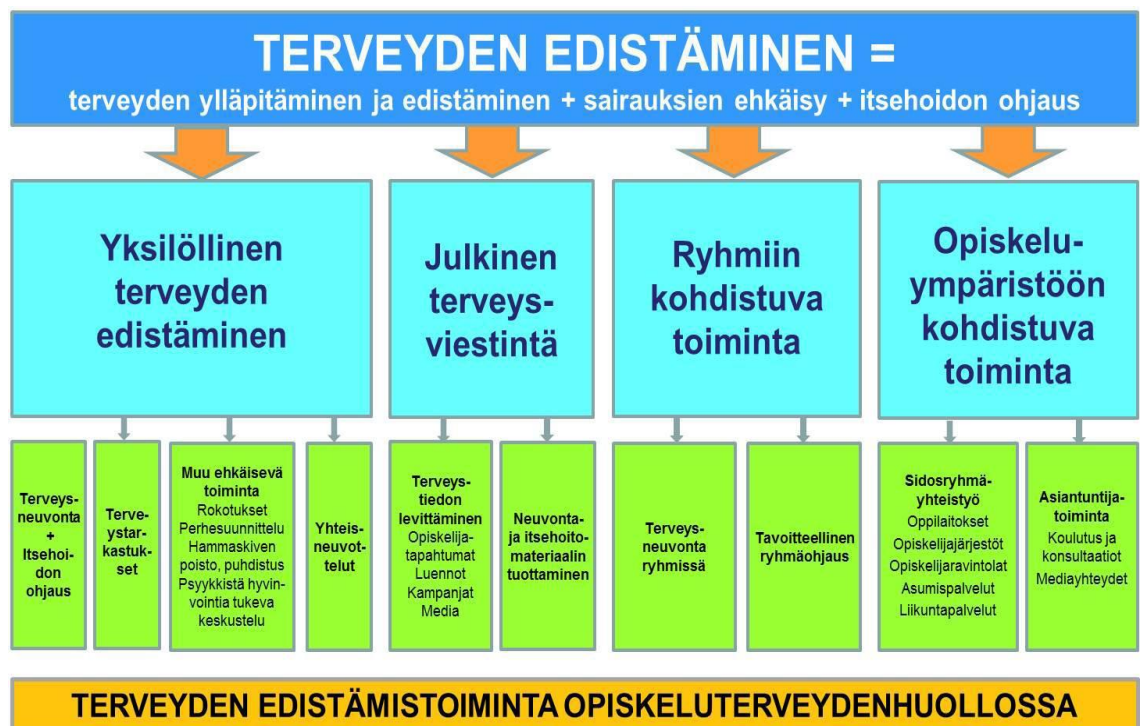 TERVEYDEN EDISTÄMINEN =
terveyden ylläpitäminen ja edistäminen + sairauksien ehkäisy + itsehoidon ohjaus
Yksilöllinen
terveyden
edistäminen
Julkinen
terveys-
viestintä
Ryhmiin
kohdistuva
toiminta
Opiskelu-
ympäristöön
kohdistuva
toiminta
Terveys-
neuvonta
+
Itsehoi-
don
ohjaus
Terve-
ystar-
kastuk-
set
Muu ehkäisevä
toiminta
Rokotukset
Perhesuunnittelu
Hammaskiven
poisto, puhdistus
Psyykkistä hyvin-
vointia tukeva
keskustelu
Yhteis-
neuvot-
telut
Terveys-
tiedon
levittäminen
Opiskelija-
tapahtumat
Luennot
Kampanjat
Media
Neuvonta-
ja itsehoito-
materiaalin
tuottaminen
Terveys-
neuvonta
ryhmissä
Tavoitteellinen
ryhmäohjaus
Sidosryhmä-
yhteistyö
Oppilaitokset
Opiskelijajärjestöt
Opiskelijaravintolat
Asumispalvelut
Liikuntapalvelut
Asiantuntija-
toiminta
Koulutus ja
konsultaatiot
Mediayhteydet
TERVEYDEN EDISTÄMISTOIMINTA OPISKELUTERVEYDENHUOLLOSSA